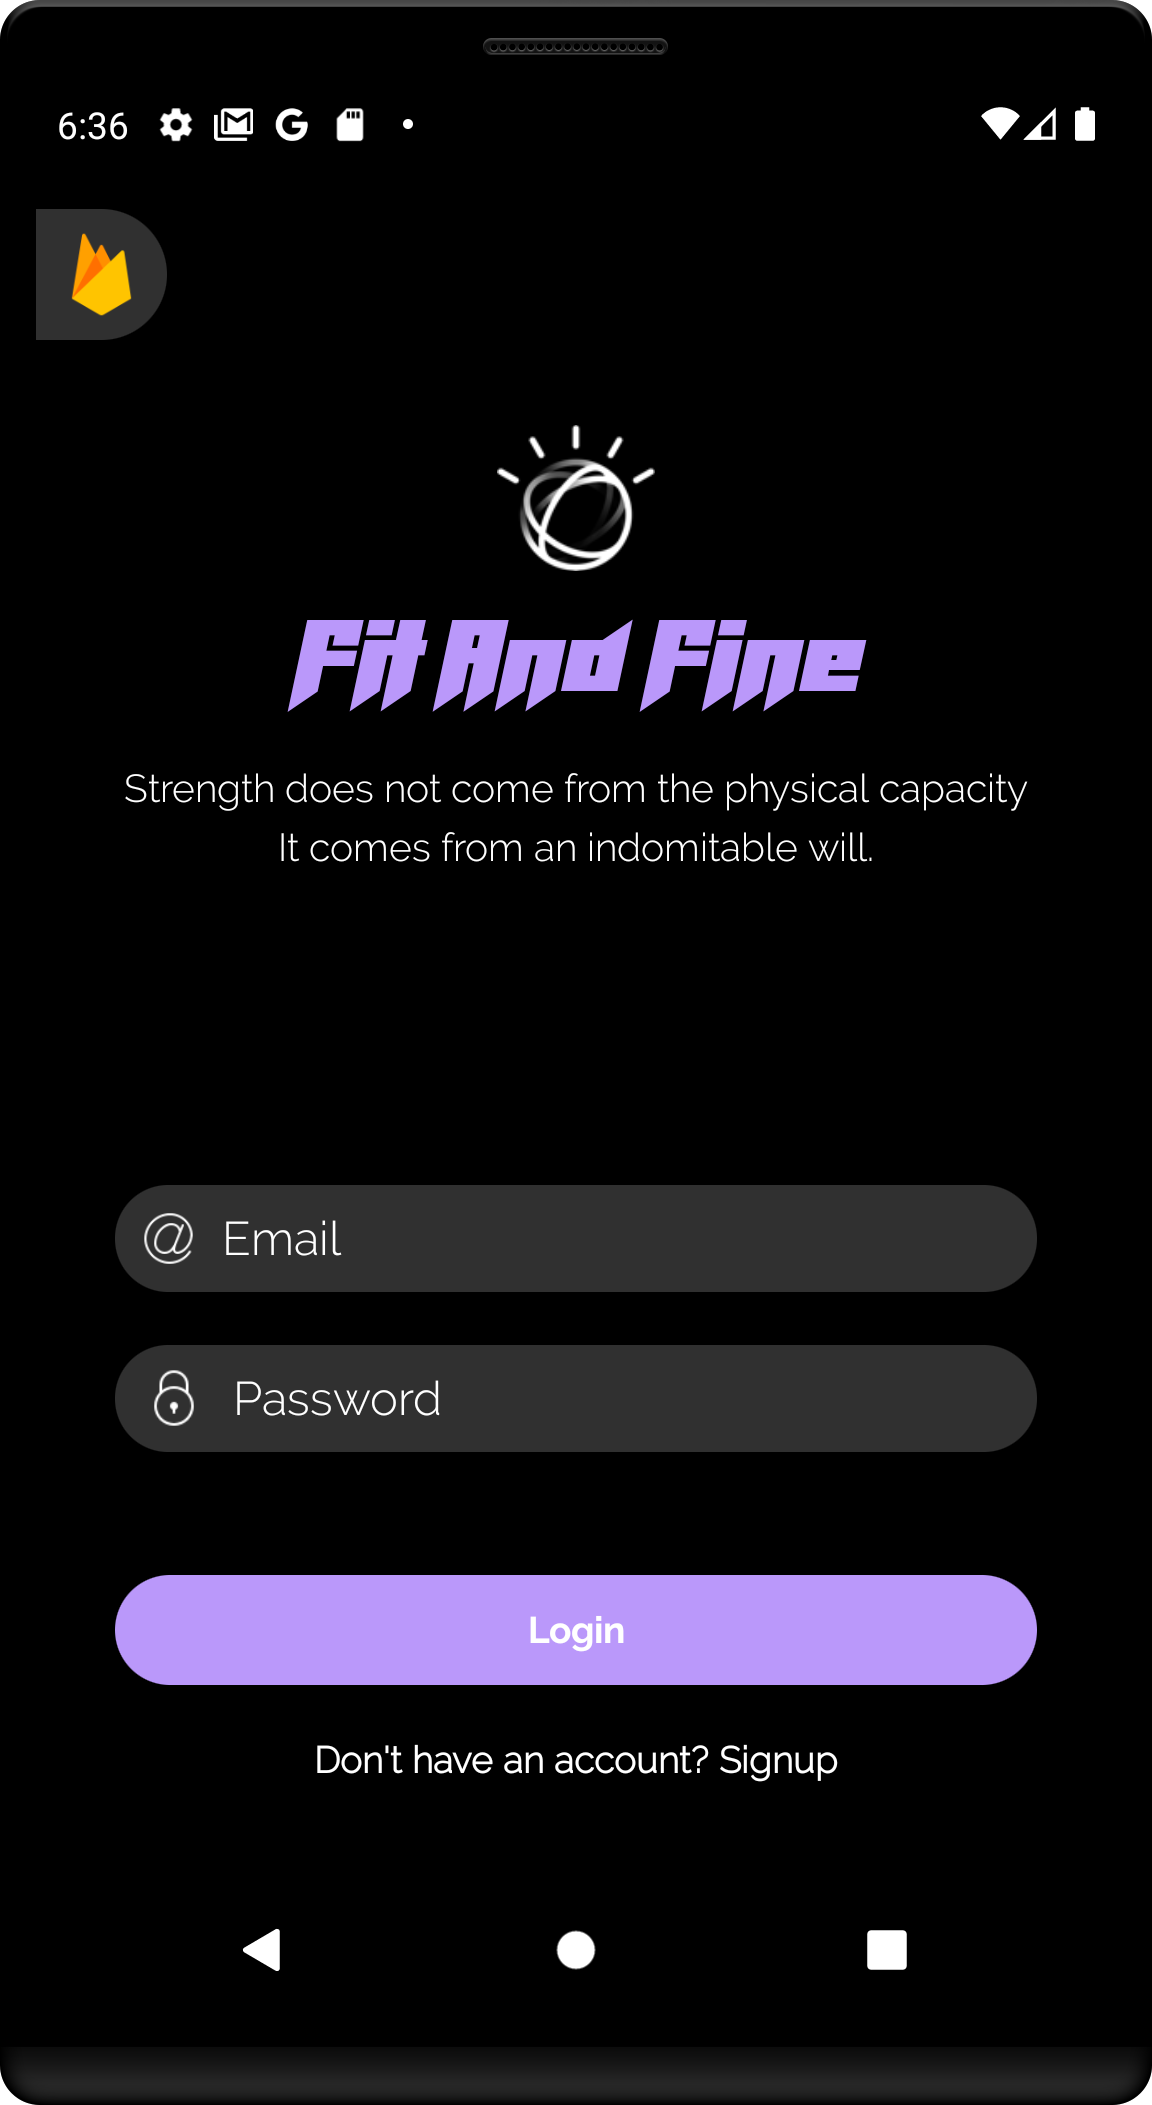 6:36
Fit And Fine
Strength does not come from the physical capacity
It comes from an indomitable will.
@ Email
Password
Login
Don't have an account? Signup